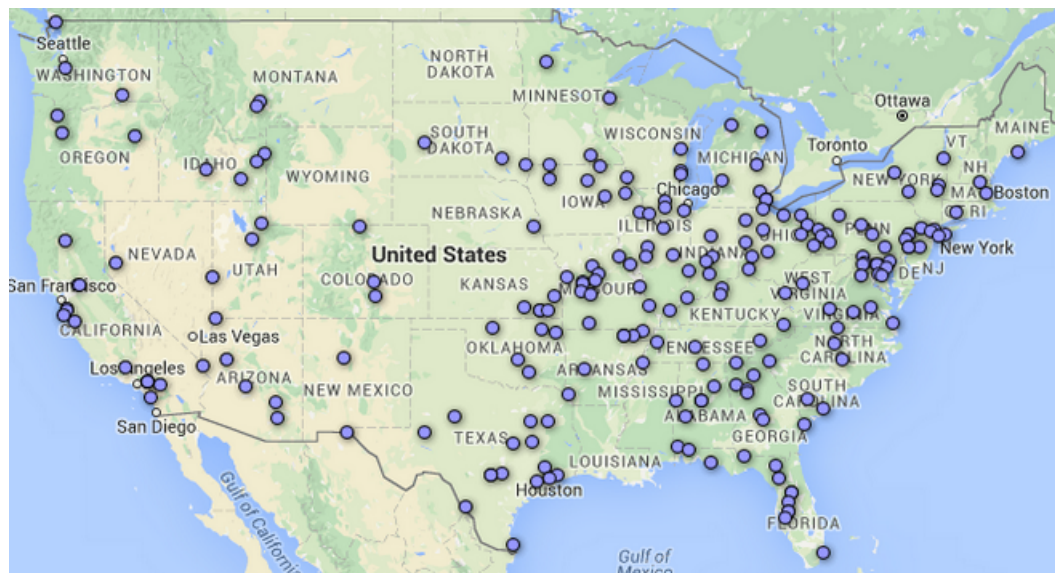 Seattle
WASHINGTON
MONTANA
NORTH
DAKOTA
MINNESOT
Ottawa
MAINE
OREGON
IDAHO
SOUTH
DAKOTA
WISCONSIN
MICHIGAN
Toronto
VT
NH
WYOMING
NEW YORK
MA
Boston
IOWA
Chicago
CT
RI
NEBRASKA
ILLINOIS
NEVADA
United States
INDIANA
OHIO
PENN
New York
UTAH
COLORADO
KANSAS
MISSOURI
WEST
VIRGINIA
DE
NJ
San Francisco
CALIFORNIA
KENTUCKY
VIRGINIA
Las Vegas
OKLAHOMA
TENNESSEE
NORTH
CAROLINA
Los Angeles
ARIZONA
NEW MEXICO
ARKANSAS
MISSISSIPPI
SOUTH
CAROLINA
San Diego
ALABAMA
TEXAS
GEORGIA
LOUISIANA
Gulf of California
Houston
FLORIDA
Gulf of
Mexico